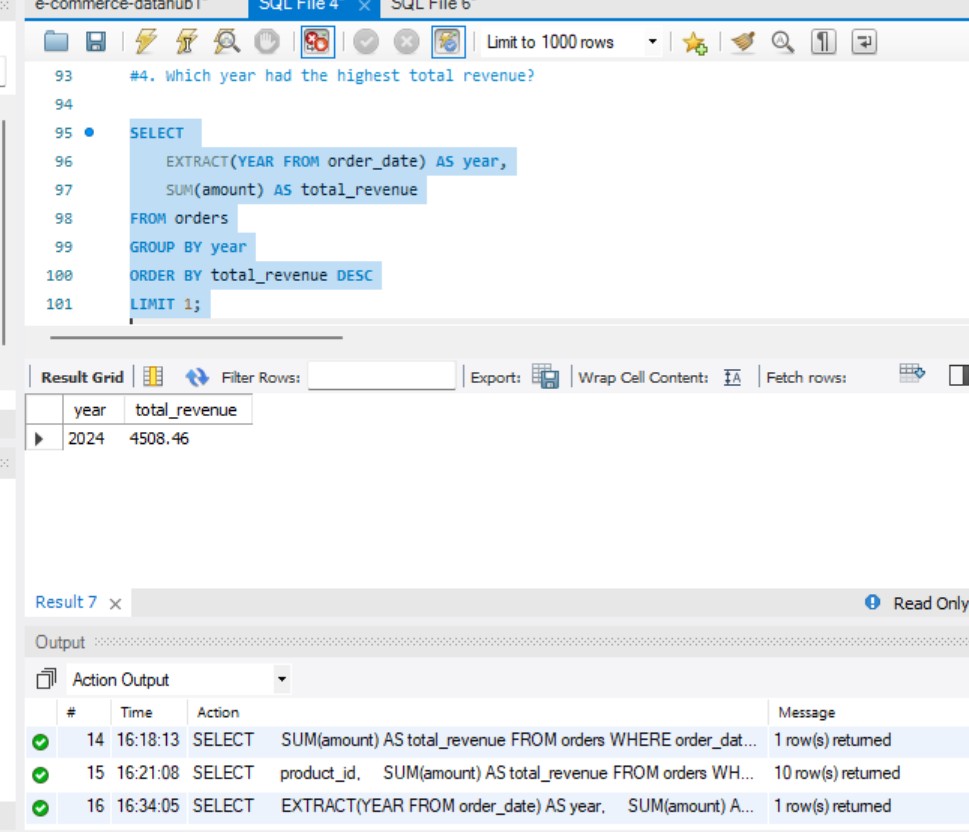 e-commerce-datahub1 SQL File 4 SQL File 6
Limit to 1000 rows
93 #4. Which year had the highest total revenue?
94
95 SELECT
96 EXTRACT(YEAR FROM order_date) AS year,
97 SUM(amount) AS total_revenue
98 FROM orders
99 GROUP BY year
100 ORDER BY total_revenue DESC
101 LIMIT 1;
Result Grid Filter Rows: Export: Wrap Cell Content: Fetch rows:
year total_revenue
2024 4508.46
Result 7 Read Only
Output
Action Output
# Time Action Message
14 16:18:13 SELECT SUM(amount) AS total_revenue FROM orders WHERE order_dat... 1 row(s) returned
15 16:21:08 SELECT product_id, SUM(amount) AS total_revenue FROM orders WH... 10 row(s) returned
16 16:34:05 SELECT EXTRACT(YEAR FROM order_date) AS year, SUM(amount) A... 1 row(s) returned